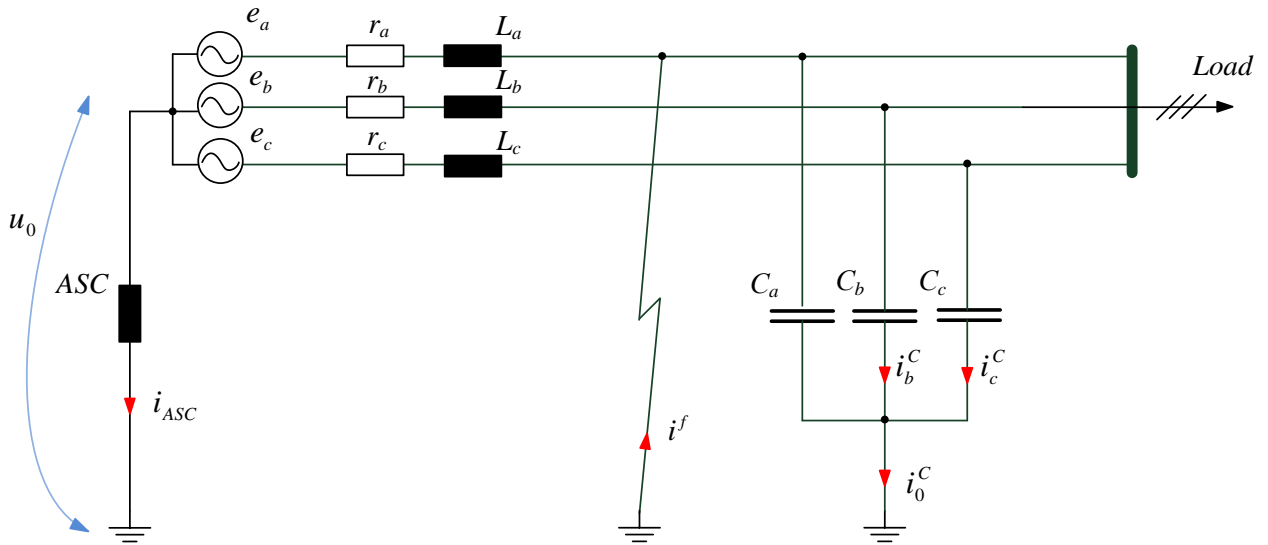 e_a
r_a
L_a
e_b
r_b
L_b
Load
e_c
r_c
L_c
u_0
ASC
C_a
C_b
C_c
i_b^C
i_c^C
i_ASC
i^f
i_0^C